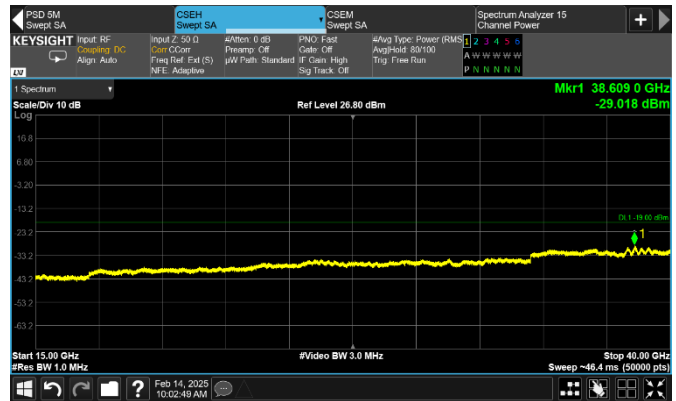 PSD 5M
Swept SA
CSEH
Swept SA
CSEM
Swept SA
Spectrum Analyzer 15
Channel Power
+
KEYSIGHT
Input: RF
Coupling: DC
Align: Auto
LXI
Input Z: 50 Ω
Corr CCorr
Freq Ref: Ext (S)
NFE: Adaptive
#Atten: 0 dB
Preamp: Off
µW Path: Standard
PNO: Fast
Gate: Off
IF Gain: High
Sig Track: Off
#Avg Type: Power (RMS)
Avg|Hold: 80/100
Trig: Free Run
1 2 3 4 5 6
A W W W W W
P N N N N N
1 Spectrum
Mkr1 38.609 0 GHz
-29.018 dBm
Scale/Div 10 dB
Ref Level 26.80 dBm
Log
16.8
6.80
-3.20
-13.2
DL1 -19.00 dBm
-23.2
1
-33.2
-43.2
-53.2
-63.2
Start 15.00 GHz
#Video BW 3.0 MHz
Stop 40.00 GHz
#Res BW 1.0 MHz
Sweep ~46.4 ms (50000 pts)
?
Feb 14, 2025
10:02:49 AM